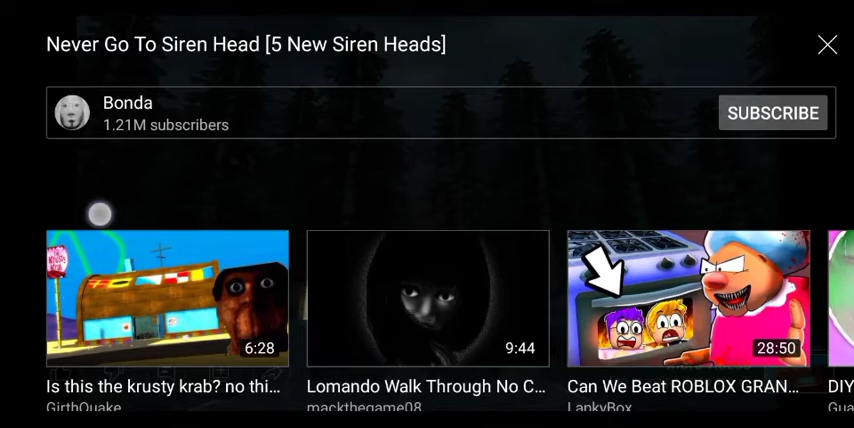 Never Go To Siren Head [5 New Siren Heads]
Bonda
1.21M subscribers
SUBSCRIBE
6:28
9:44
28:50
Is this the krusty krab? no thi...
Lomando Walk Through No C...
Can We Beat ROBLOX GRAN...
DIY
GirthQuake
mackthegame08
LankyBox
Gua